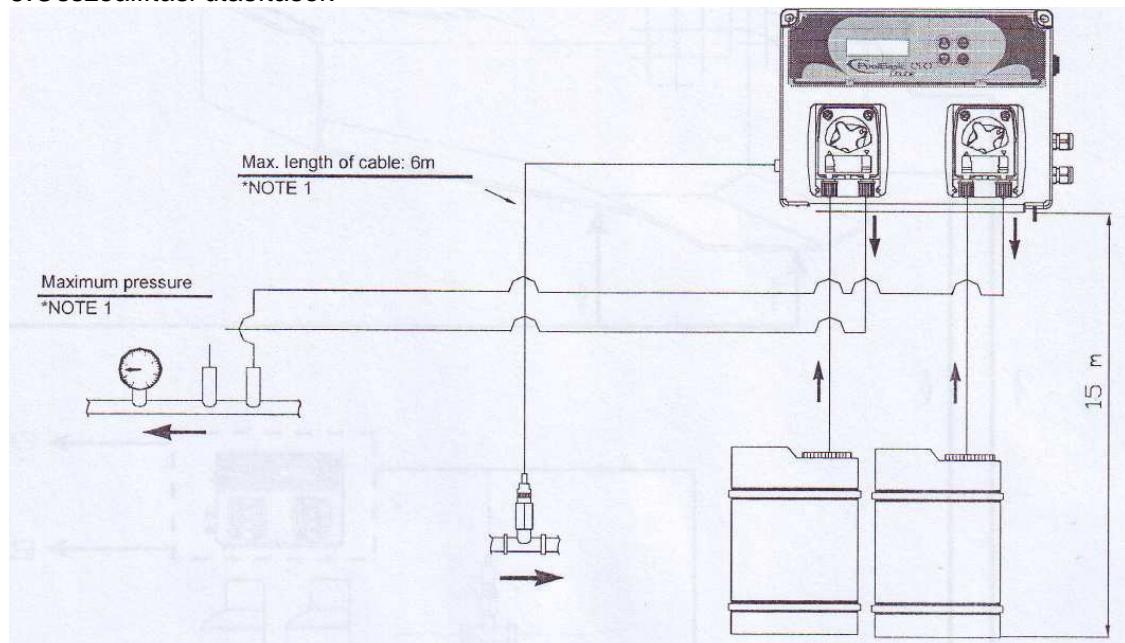 Max. length of cable: 6m
*NOTE 1
Maximum pressure
*NOTE 1
15 m